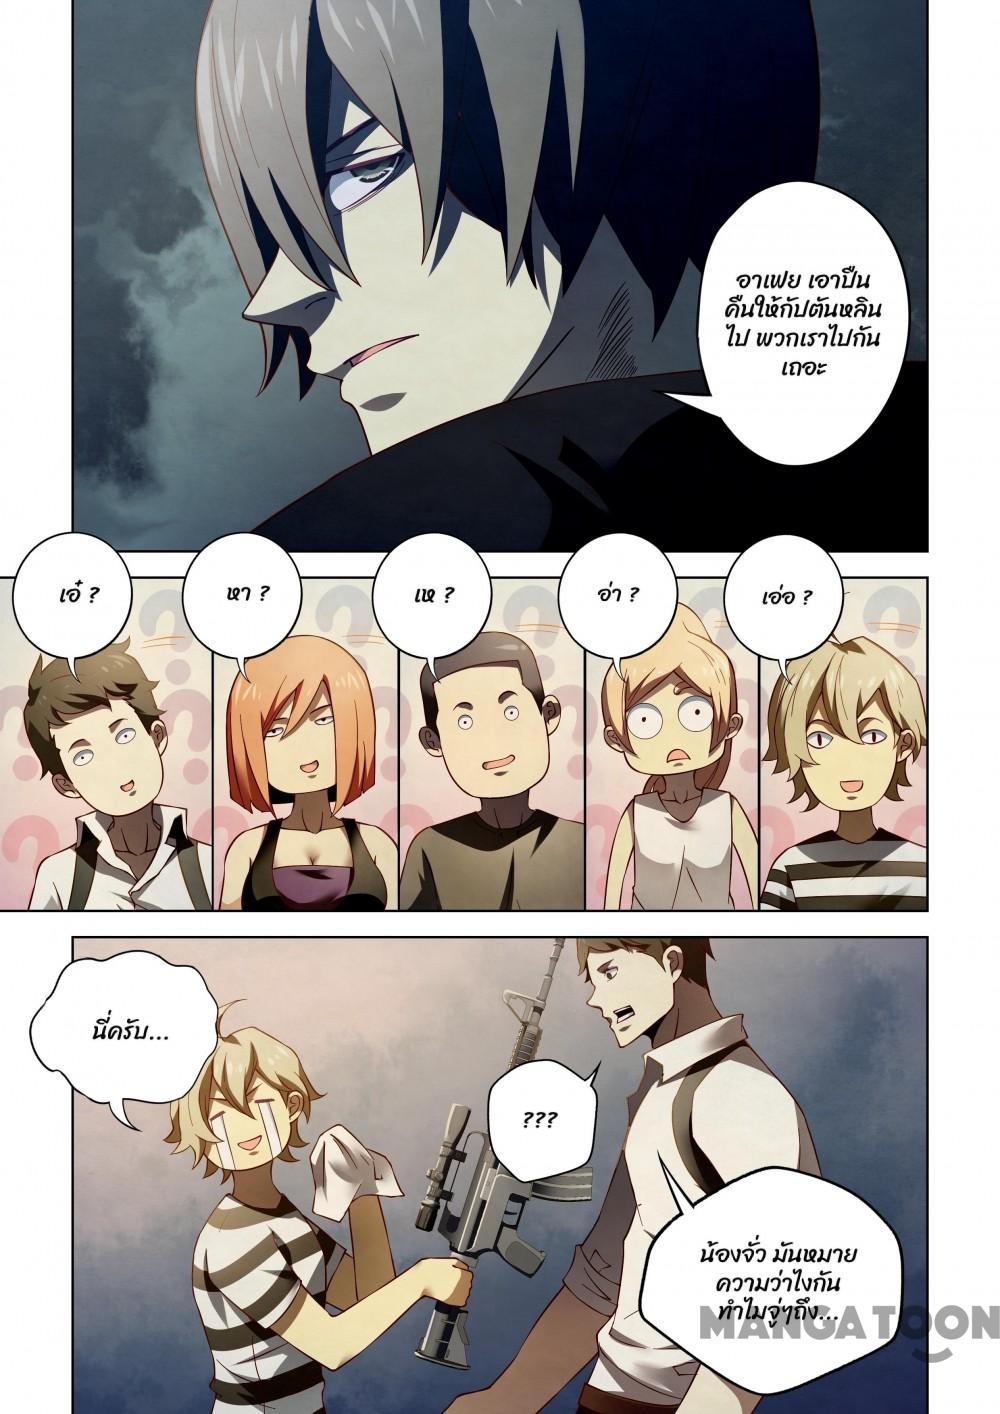 อาเฟย เอาปืน
คืนให้กัปตันหลิน
ไป พวกเราไปกัน
เถอะ
เอ๋ ?
หา ?
เห ?
อ่า ?
เอ่อ ?
นี่ครับ...
???
น้องจั่ว มันหมาย
ความว่าไงกัน
ทำไมจู่ๆถึง...
MANGATOON